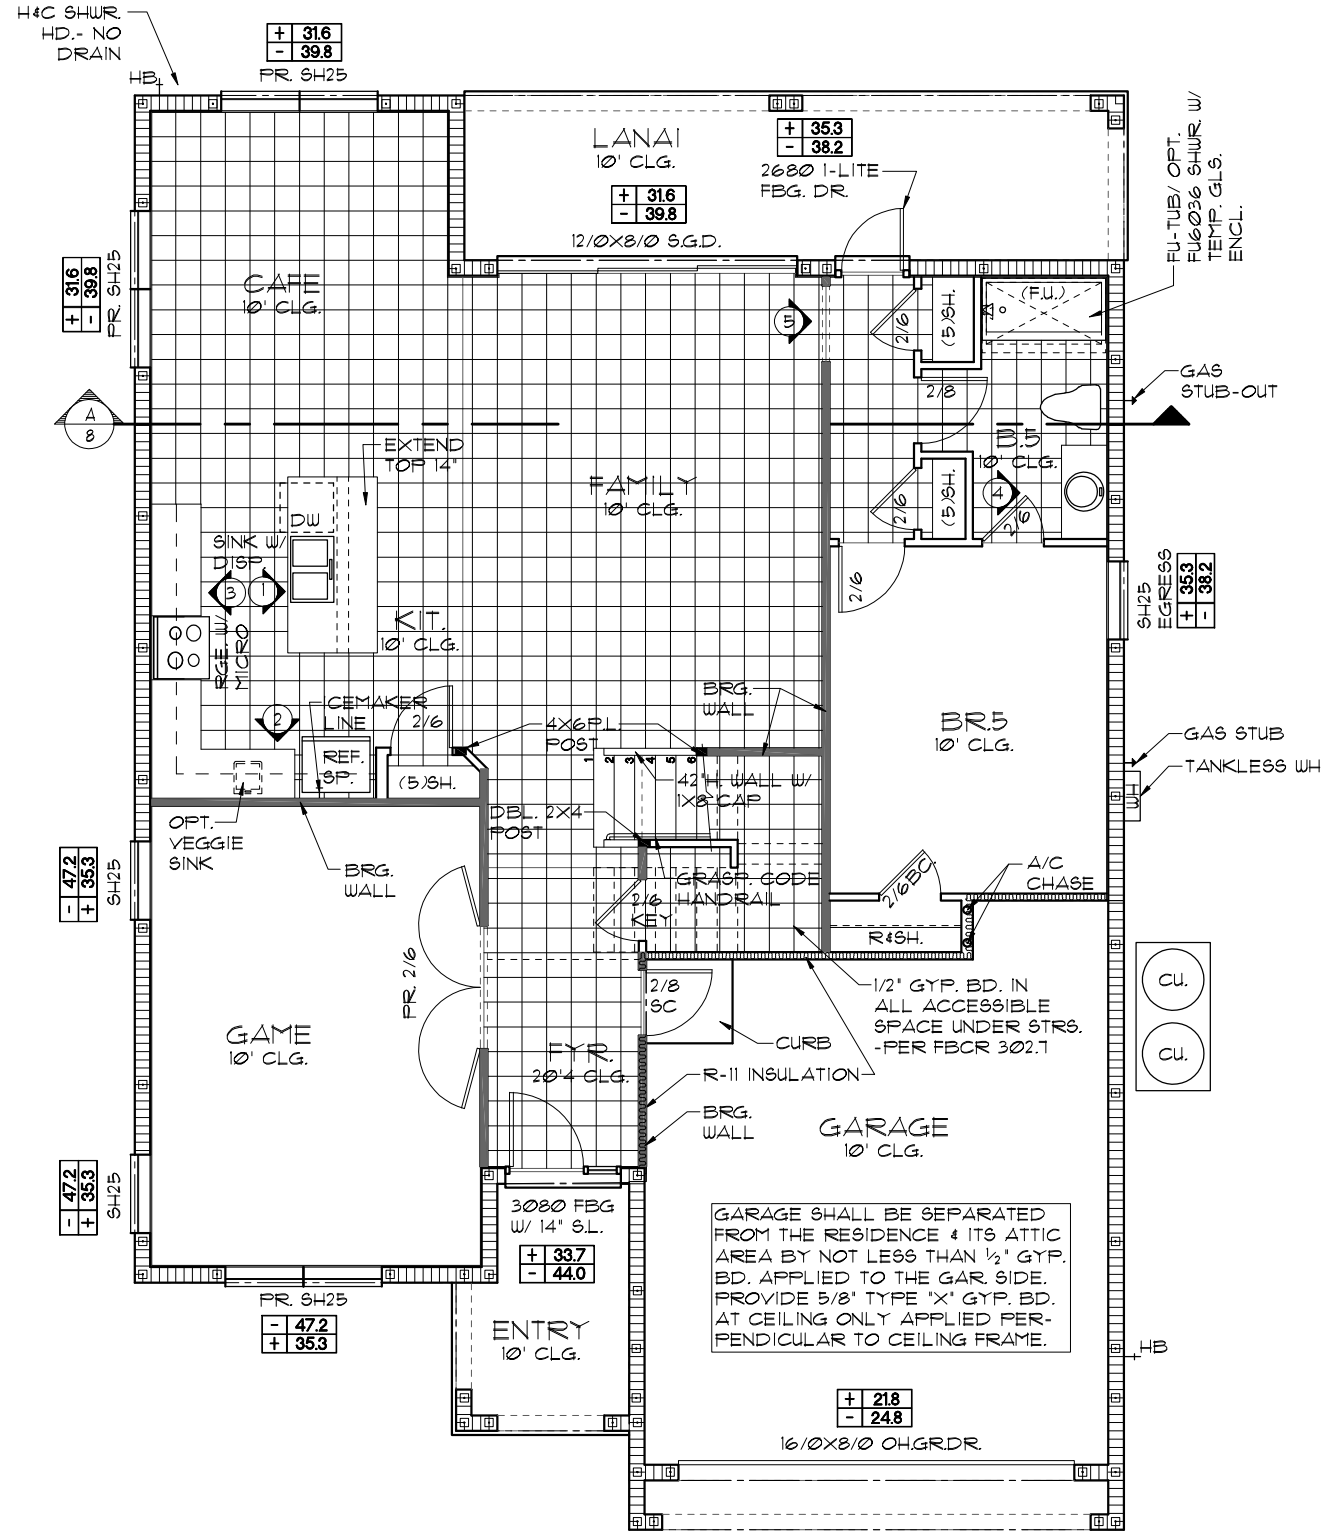 H&C SHWR.
HD.- NO
DRAIN
HB
+ 31.6
- 39.8
PR. SH25
LANAI
10' CLG.
+ 31.6
- 39.8
12/0X8/0 S.G.D.
+ 35.3
- 38.2
2680 1-LITE
FBG. DR.
FU-TUB/ OPT.
FU6036 SHWR. W/
TEMP. GLS.
ENCL.
+ 31.6
- 39.8
PR. SH25
CAFE
10' CLG.
5
2/6
(5)SH.
(F.U.)
GAS
STUB-OUT
A
8
2/8
EXTEND
TOP 14"
FAMILY
10' CLG.
B.5
10' CLG.
4
2/6
(5)SH.
2/6
DW
SINK W/
DISP.
3
1
KIT.
10' CLG.
RGE. W/
MICRO
2/6
SH25
EGRESS
+ 35.3
- 38.2
2
ICEMAKER
LINE
2/6
REF.
SP.
(5)SH.
4X6 P.L.
POST
BRG.
WALL
BR.5
10' CLG.
GAS STUB
TANKLESS WH
WH
1
2
3
4
5
6
42"H. WALL W/
1X8 CAP
DBL. 2X4
POST
OPT.
VEGGIE
SINK
BRG.
WALL
- 47.2
+ 35.3
SH25
GRASP. CODE
HANDRAIL
2/6
KEY
2/6BC.
A/C
CHASE
R&SH.
PR. 2/6
2/8
SC
1/2" GYP. BD. IN
ALL ACCESSIBLE
SPACE UNDER STRS.
-PER FBCR 302.7
CU.
CU.
GAME
10' CLG.
FYR.
20'4 CLG.
CURB
R-11 INSULATION
BRG.
WALL
GARAGE
10' CLG.
- 47.2
+ 35.3
SH25
3080 FBG
W/ 14" S.L.
+ 33.7
- 44.0
GARAGE SHALL BE SEPARATED
FROM THE RESIDENCE & ITS ATTIC
AREA BY NOT LESS THAN 1/2" GYP.
BD. APPLIED TO THE GAR. SIDE.
PROVIDE 5/8" TYPE "X" GYP. BD.
AT CEILING ONLY APPLIED PER-
PENDICULAR TO CEILING FRAME.
PR. SH25
- 47.2
+ 35.3
ENTRY
10' CLG.
HB
+ 21.8
- 24.8
16/0X8/0 OH.GR.DR.